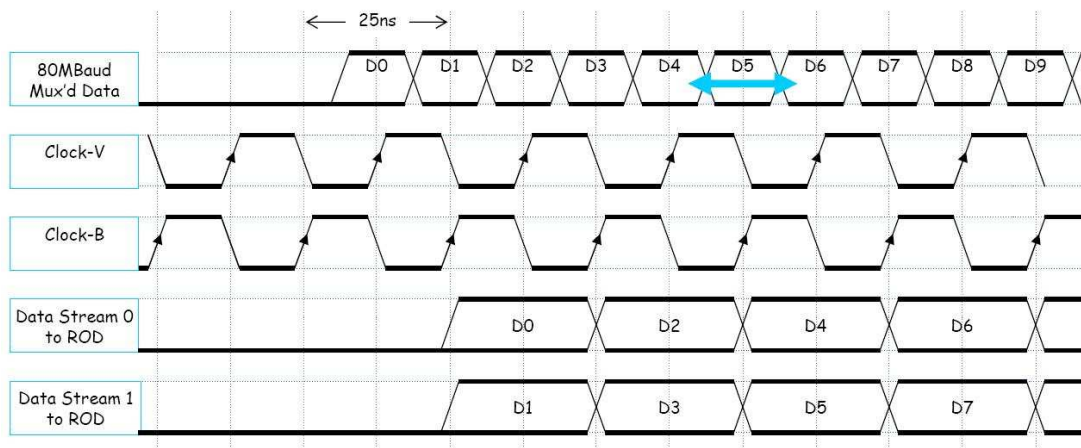 25ns
80MBaud
Mux'd Data
D0 D1 D2 D3 D4 D5 D6 D7 D8 D9
Clock-V
Clock-B
Data Stream 0
to ROD
D0 D2 D4 D6
Data Stream 1
to ROD
D1 D3 D5 D7